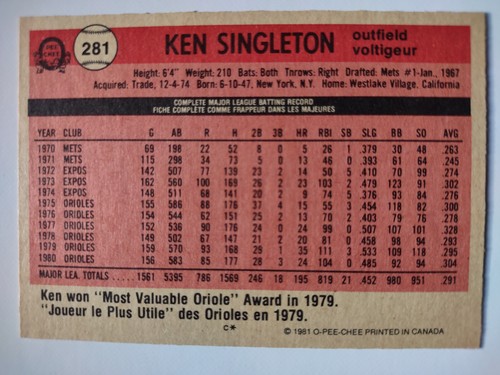 O-PEE-CHEE
281
KEN SINGLETON
outfield
voltigeur
Height: 6'4" Weight: 210 Bats: Both Throws: Right Drafted: Mets #1-Jan., 1967
Acquired: Trade, 12-4-74 Born: 6-10-47, New York, N.Y. Home: Westlake Village, California
COMPLETE MAJOR LEAGUE BATTING RECORD
FICHE COMPLÈTE COMME FRAPPEUR DANS LES MAJEURES
YEAR CLUB G AB R H 2B 3B HR RBI SB SLG BB SO AVG
1970 METS 69 198 22 52 8 0 5 26 1 .379 30 48 .263
1971 METS 115 298 34 73 5 0 13 46 0 .393 61 64 .245
1972 EXPOS 142 507 77 139 23 2 14 50 5 .410 70 99 .274
1973 EXPOS 162 560 100 169 26 2 23 103 2 .479 123 91 .302
1974 EXPOS 148 511 68 141 20 2 9 74 5 .376 93 84 .276
1975 ORIOLES 155 586 88 176 37 4 15 55 3 .454 118 82 .300
1976 ORIOLES 154 544 62 151 25 2 13 70 2 .403 79 76 .278
1977 ORIOLES 152 536 90 176 24 0 24 99 0 .507 107 101 .328
1978 ORIOLES 149 502 67 147 21 2 20 81 0 .458 98 94 .293
1979 ORIOLES 159 570 93 168 29 1 35 111 3 .533 109 118 .295
1980 ORIOLES 156 583 85 177 28 3 24 104 0 .485 92 94 .304
MAJOR LEA. TOTALS ..... 1561 5395 786 1569 246 18 195 819 21 .452 980 951 .291
Ken won "Most Valuable Oriole" Award in 1979.
"Joueur le Plus Utile" des Orioles en 1979.
C*
© 1981 O-PEE-CHEE PRINTED IN CANADA